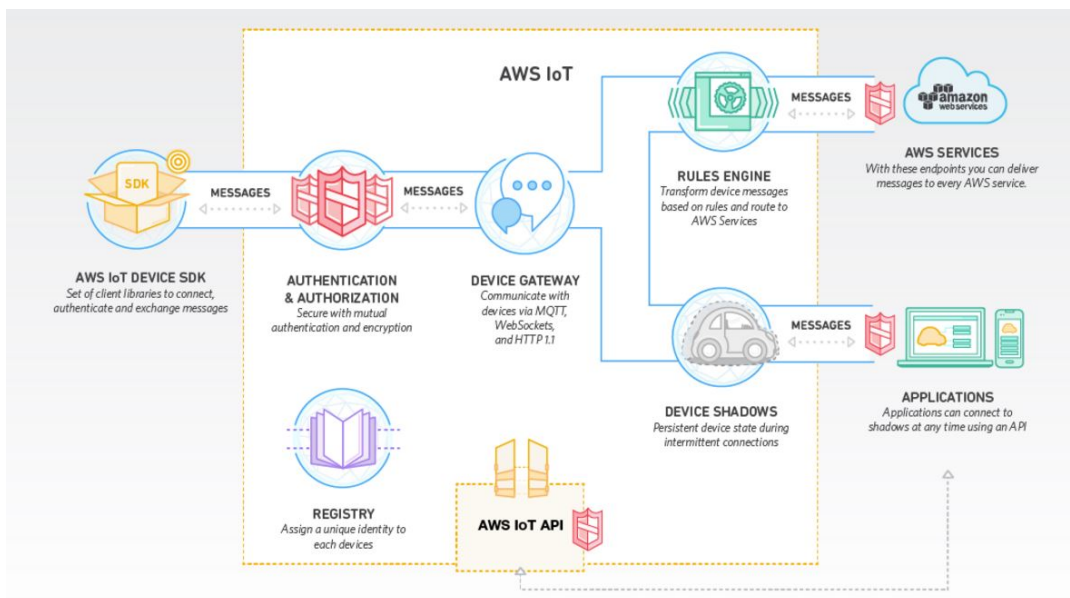 AWS IoT
SDK
MESSAGES
MESSAGES
AWS IoT DEVICE SDK
Set of client libraries to connect,
authenticate and exchange messages
AUTHENTICATION
& AUTHORIZATION
Secure with mutual
authentication and encryption
DEVICE GATEWAY
Communicate with
devices via MQTT,
WebSockets,
and HTTP 1.1
RULES ENGINE
Transform device messages
based on rules and route to
AWS Services
MESSAGES
amazon
webservices
AWS SERVICES
With these endpoints you can deliver
messages to every AWS service.
DEVICE SHADOWS
Persistent device state during
intermittent connections
MESSAGES
APPLICATIONS
Applications can connect to
shadows at any time using an API
REGISTRY
Assign a unique identity to
each devices
AWS IoT API